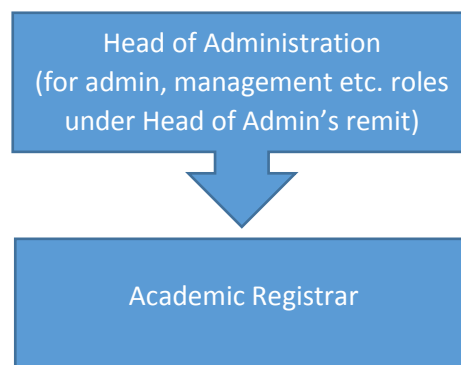 Head of Administration
(for admin, management etc. roles
under Head of Admin’s remit)
Academic Registrar